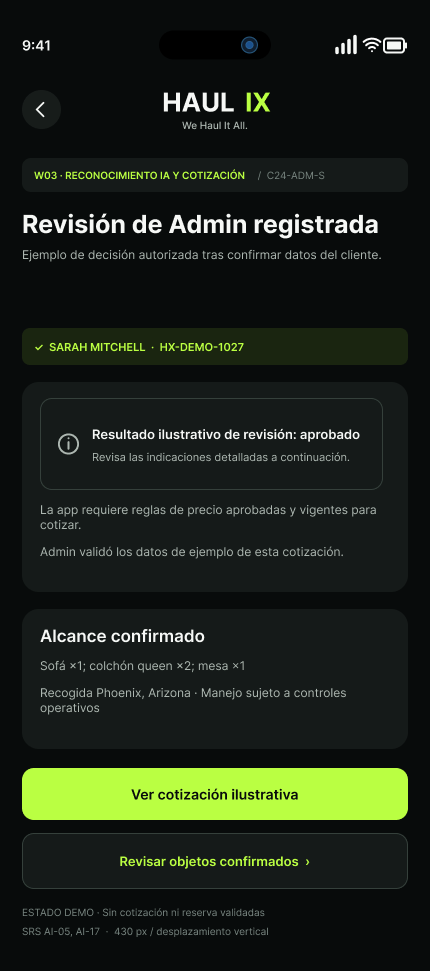 9:41
HAUL IX
We Haul It All.
W03 · RECONOCIMIENTO IA Y COTIZACIÓN / C24-ADM-S
Revisión de Admin registrada
Ejemplo de decisión autorizada tras confirmar datos del cliente.
✓ SARAH MITCHELL · HX-DEMO-1027
Resultado ilustrativo de revisión: aprobado
Revisa las indicaciones detalladas a continuación.
La app requiere reglas de precio aprobadas y vigentes para
cotizar.
Admin validó los datos de ejemplo de esta cotización.
Alcance confirmado
Sofá ×1; colchón queen ×2; mesa ×1
Recogida Phoenix, Arizona · Manejo sujeto a controles
operativos
Ver cotización ilustrativa
Revisar objetos confirmados ›
ESTADO DEMO · Sin cotización ni reserva validadas
SRS AI-05, AI-17 · 430 px / desplazamiento vertical